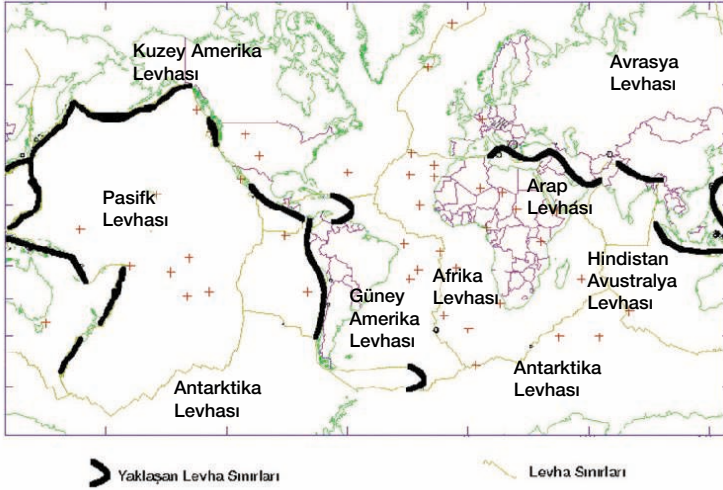 Kuzey Amerika
Levhası
Avrasya
Levhası
Pasifk
Levhası
Arap
Levhası
Hindistan
Avustralya
Levhası
Afrika
Levhası
Güney
Amerika
Levhası
Antarktika
Levhası
Antarktika
Levhası
Yaklaşan Levha Sınırları
Levha Sınırları